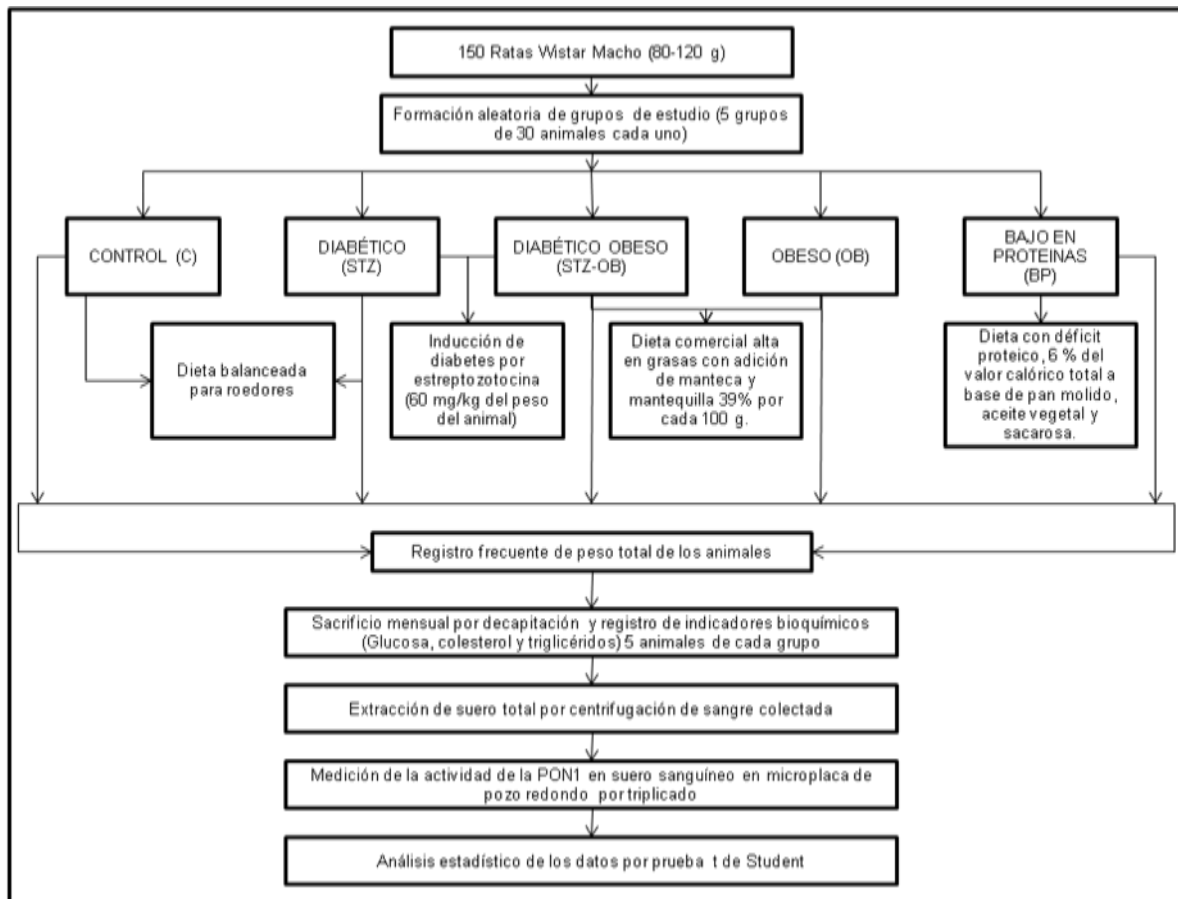 150 Ratas Wistar Macho (80-120 g)
Formación aleatoria de grupos de estudio (5 grupos
de 30 animales cada uno)
CONTROL (C)
DIABÉTICO
(STZ)
DIABÉTICO OBESO
(STZ-OB)
OBESO (OB)
BAJO EN
PROTEINAS
(BP)
Dieta balanceada
para roedores
Inducción de
diabetes por
estreptozotocina
(60 mg/kg del peso
del animal)
Dieta comercial alta
en grasas con adición
de manteca y
mantequilla 39% por
cada 100 g.
Dieta con déficit
proteico, 6 % del
valor calórico total a
base de pan molido,
aceite vegetal y
sacarosa.
Registro frecuente de peso total de los animales
Sacrificio mensual por decapitación y registro de indicadores bioquímicos
(Glucosa, colesterol y triglicéridos) 5 animales de cada grupo
Extracción de suero total por centrifugación de sangre colectada
Medición de la actividad de la PON1 en suero sanguíneo en microplaca de
pozo redondo por triplicado
Análisis estadístico de los datos por prueba t de Student